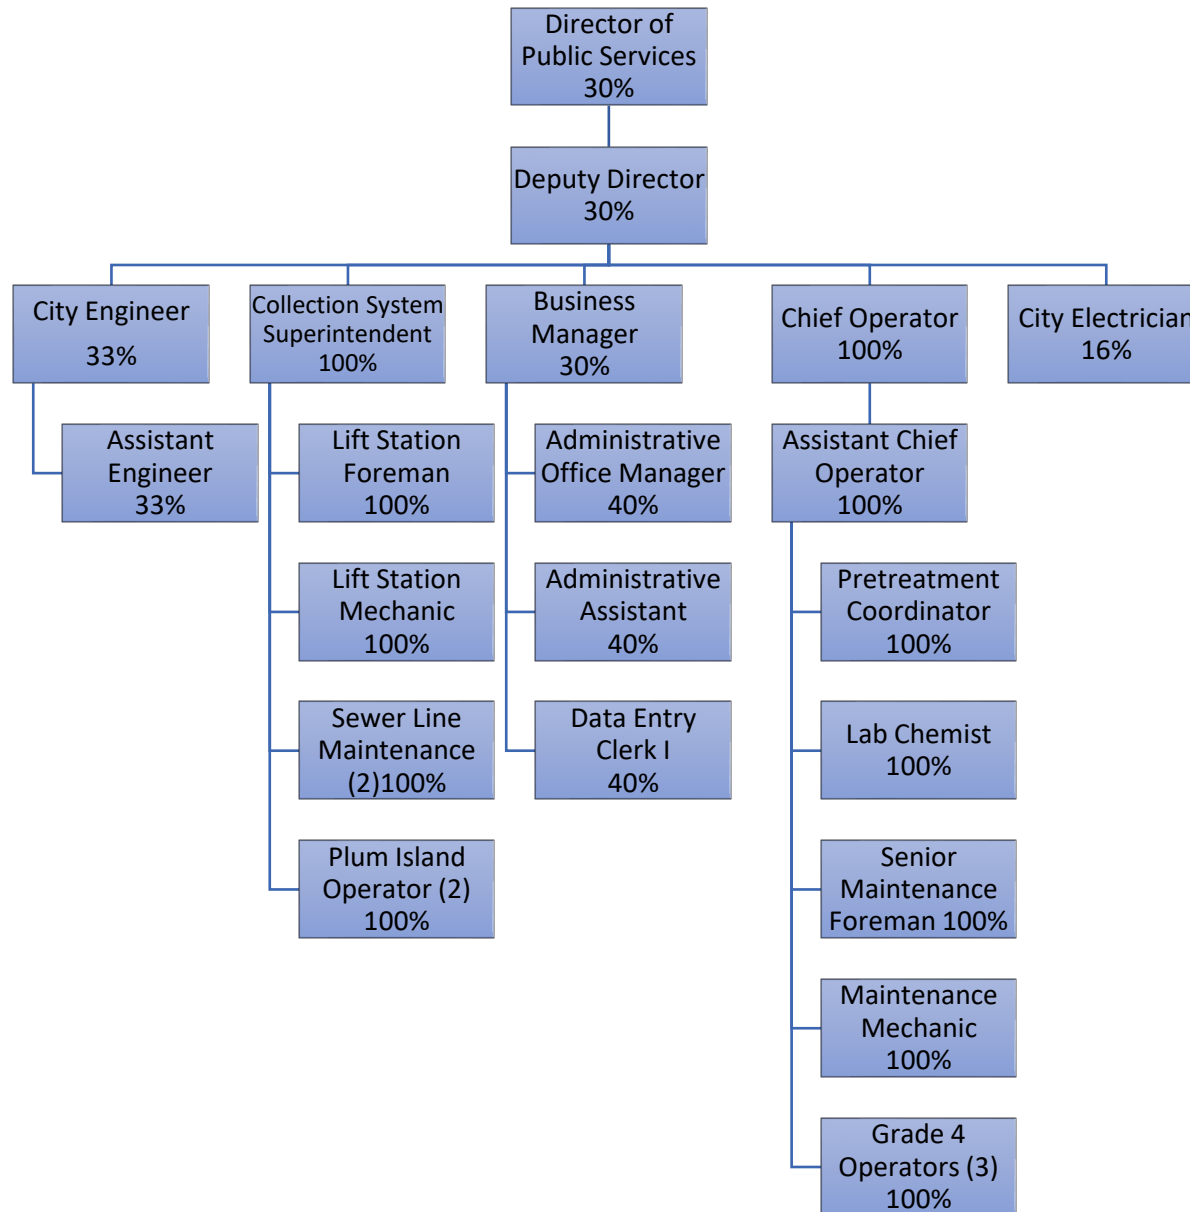 Director of
Public Services
30%
Deputy Director
30%
City Engineer
33%
Collection System
Superintendent
100%
Business
Manager
30%
Chief Operator
100%
City Electrician
16%
Assistant
Engineer
33%
Lift Station
Foreman
100%
Administrative
Office Manager
40%
Assistant Chief
Operator
100%
Lift Station
Mechanic
100%
Administrative
Assistant
40%
Pretreatment
Coordinator
100%
Sewer Line
Maintenance
(2)100%
Data Entry
Clerk I
40%
Lab Chemist
100%
Plum Island
Operator (2)
100%
Senior
Maintenance
Foreman 100%
Maintenance
Mechanic
100%
Grade 4
Operators (3)
100%